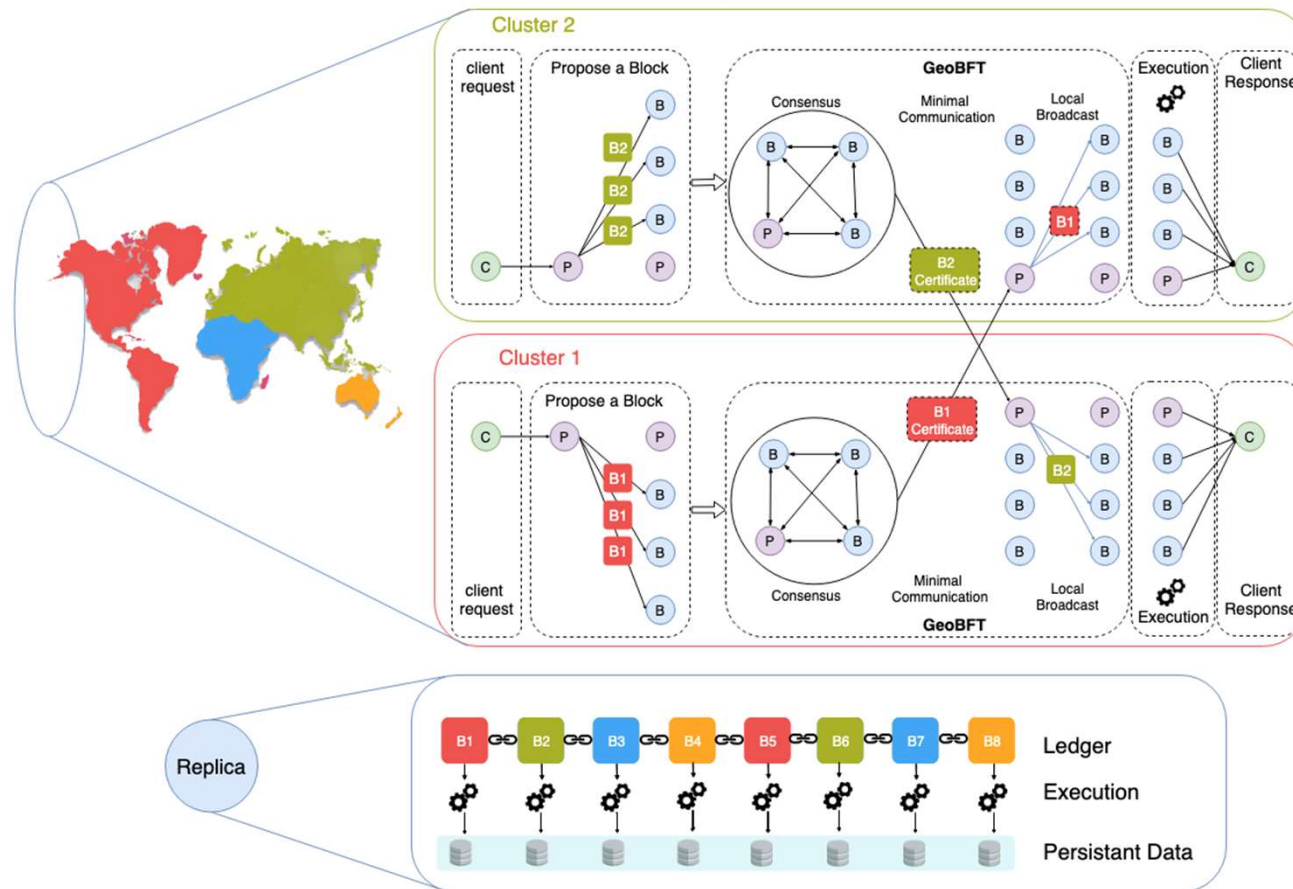 Cluster 2
client
request
Propose a Block
GeoBFT
Consensus
Minimal
Communication
Local
Broadcast
Execution
Client
Response
B
B
B
B
B
B
B2
B
B
B
B
B
B2
B
B
B
B
B2
P
B
B1
B
B
B2
Certificate
C
P
P
P
P
P
C
Cluster 1
Propose a Block
B1
Certificate
C
P
P
P
P
P
C
B
B
B1
B
B
B2
B
B
B1
B
B
B
B
B1
B
P
B
B
B
B
B
client
request
Consensus
Minimal
Communication
Local
Broadcast
GeoBFT
Execution
Client
Response
Replica
B1 B2 B3 B4 B5 B6 B7 B8
Ledger
Execution
Persistant Data